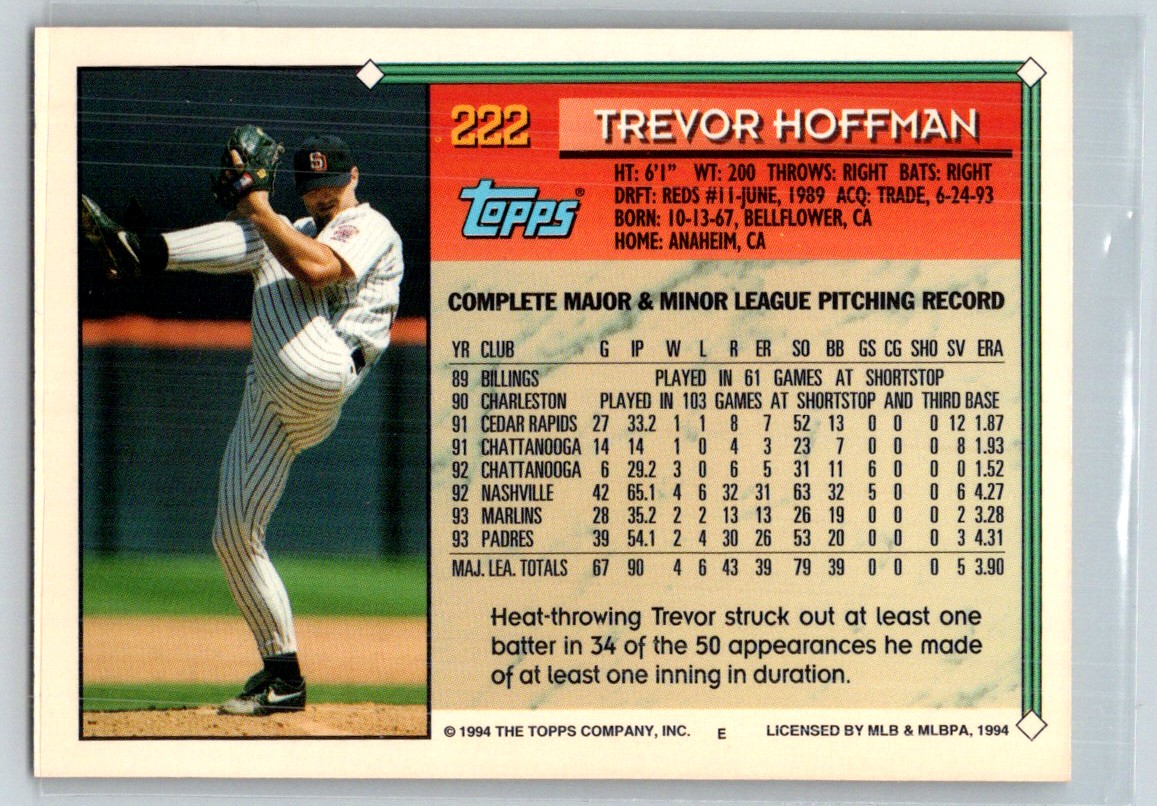 222 TREVOR HOFFMAN
Topps®
HT: 6'1" WT: 200 THROWS: RIGHT BATS: RIGHT
DRFT: REDS #11-JUNE, 1989 ACQ: TRADE, 6-24-93
BORN: 10-13-67, BELLFLOWER, CA
HOME: ANAHEIM, CA
COMPLETE MAJOR & MINOR LEAGUE PITCHING RECORD
YR CLUB G IP W L R ER SO BB GS CG SHO SV ERA
89 BILLINGS PLAYED IN 61 GAMES AT SHORTSTOP
90 CHARLESTON PLAYED IN 103 GAMES AT SHORTSTOP AND THIRD BASE
91 CEDAR RAPIDS 27 33.2 1 1 8 7 52 13 0 0 0 12 1.87
91 CHATTANOOGA 14 14 1 0 4 3 23 7 0 0 0 8 1.93
92 CHATTANOOGA 6 29.2 3 0 6 5 31 11 6 0 0 0 1.52
92 NASHVILLE 42 65.1 4 6 32 31 63 32 5 0 0 6 4.27
93 MARLINS 28 35.2 2 2 13 13 26 19 0 0 0 2 3.28
93 PADRES 39 54.1 2 4 30 26 53 20 0 0 0 3 4.31
MAJ. LEA. TOTALS 67 90 4 6 43 39 79 39 0 0 0 5 3.90
Heat-throwing Trevor struck out at least one
batter in 34 of the 50 appearances he made
of at least one inning in duration.
© 1994 THE TOPPS COMPANY, INC. E LICENSED BY MLB & MLBPA, 1994